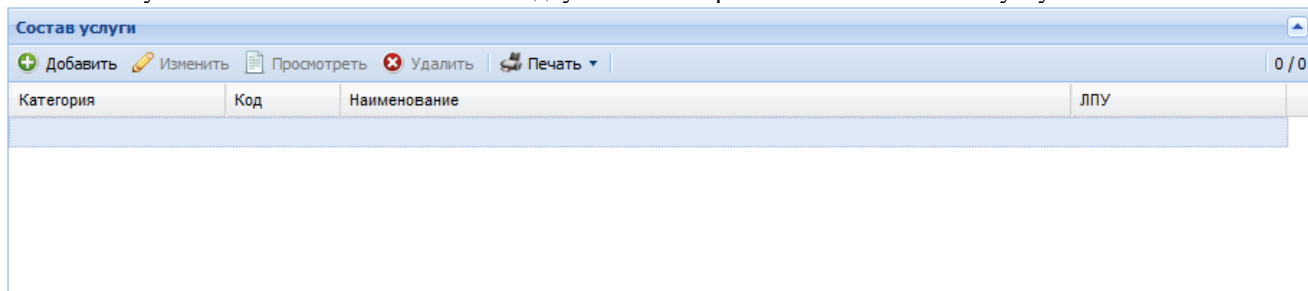 Состав услуги
Добавить Изменить Просмотреть Удалить Печать 0 / 0
Категория Код Наименование ЛПУ